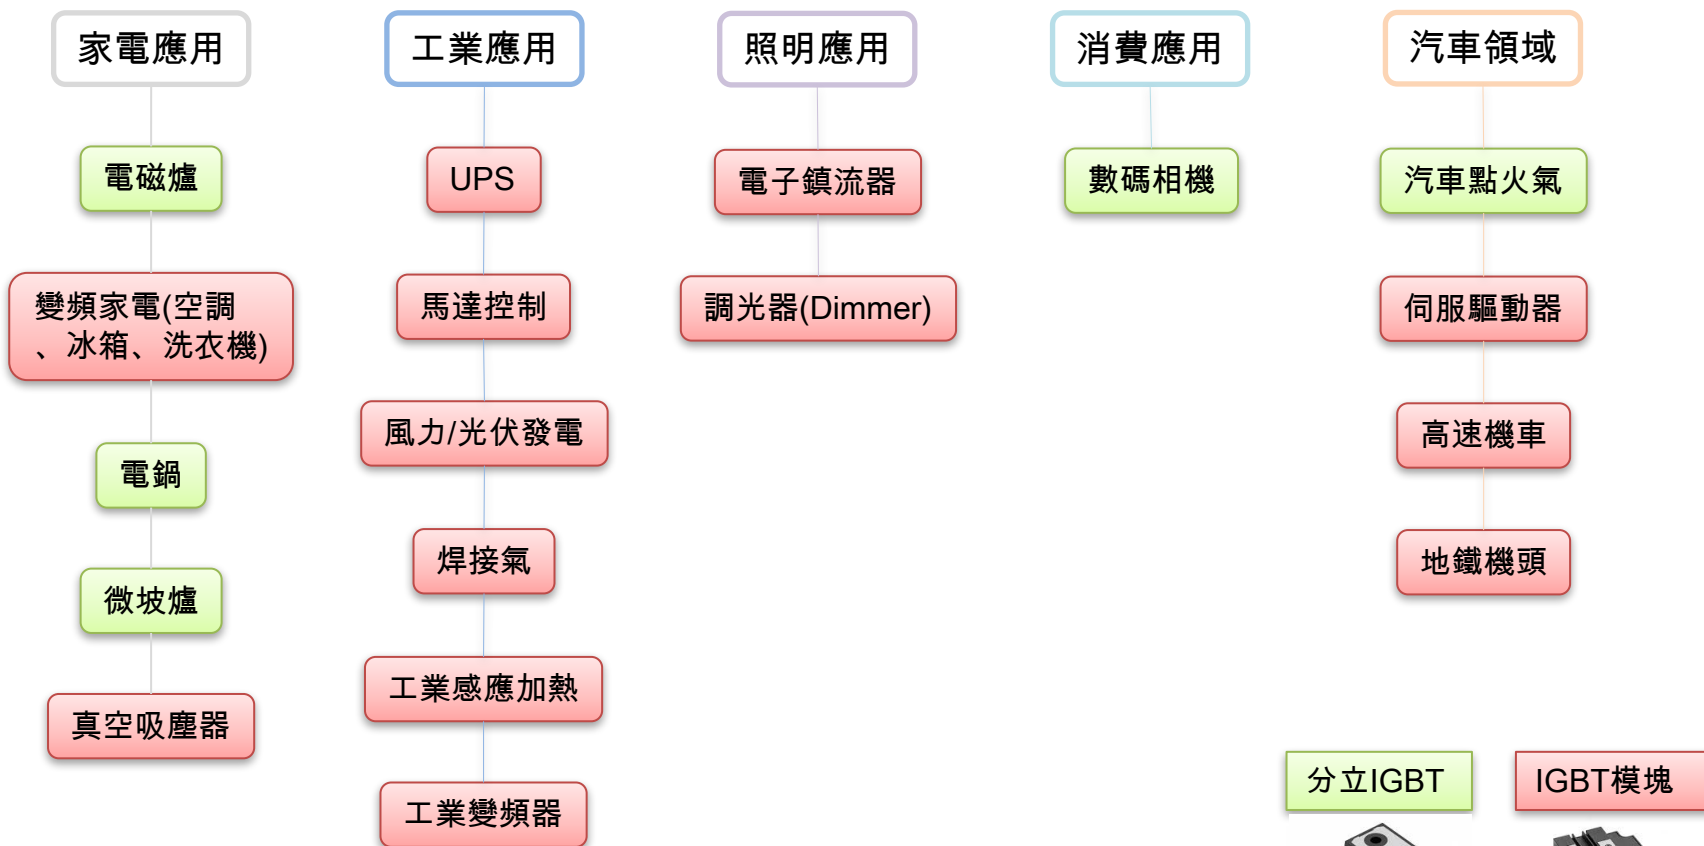 家電應用
電磁爐
變頻家電(空調
、冰箱、洗衣機)
電鍋
微坡爐
真空吸塵器
工業應用
UPS
馬達控制
風力/光伏發電
焊接氣
工業感應加熱
工業變頻器
照明應用
電子鎮流器
調光器(Dimmer)
消費應用
數碼相機
汽車領域
汽車點火氣
伺服驅動器
高速機車
地鐵機頭
分立IGBT
IGBT模塊